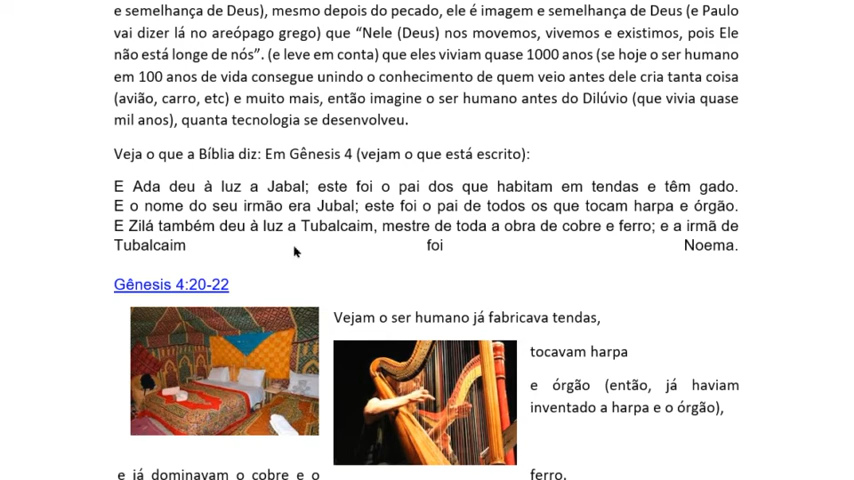 e semelhança de Deus), mesmo depois do pecado, ele é imagem e semelhança de Deus (e Paulo
vai dizer lá no areópago grego) que “Nele (Deus) nos movemos, vivemos e existimos, pois Ele
não está longe de nós”. (e leve em conta) que eles viviam quase 1000 anos (se hoje o ser humano
em 100 anos de vida consegue unindo o conhecimento de quem veio antes dele cria tanta coisa
(avião, carro, etc) e muito mais, então imagine o ser humano antes do Dilúvio (que vivia quase
mil anos), quanta tecnologia se desenvolveu.
Veja o que a Bíblia diz: Em Gênesis 4 (vejam o que está escrito):
E Ada deu à luz a Jabal; este foi o pai dos que habitam em tendas e têm gado.
E o nome do seu irmão era Jubal; este foi o pai de todos os que tocam harpa e órgão.
E Zilá também deu à luz a Tubalcaim, mestre de toda a obra de cobre e ferro; e a irmã de
Tubalcaim foi Noema.
Gênesis 4:20-22
Vejam o ser humano já fabricava tendas,
tocavam harpa
e órgão (então, já haviam
inventado a harpa e o órgão),
e já dominavam o cobre e o ferro.